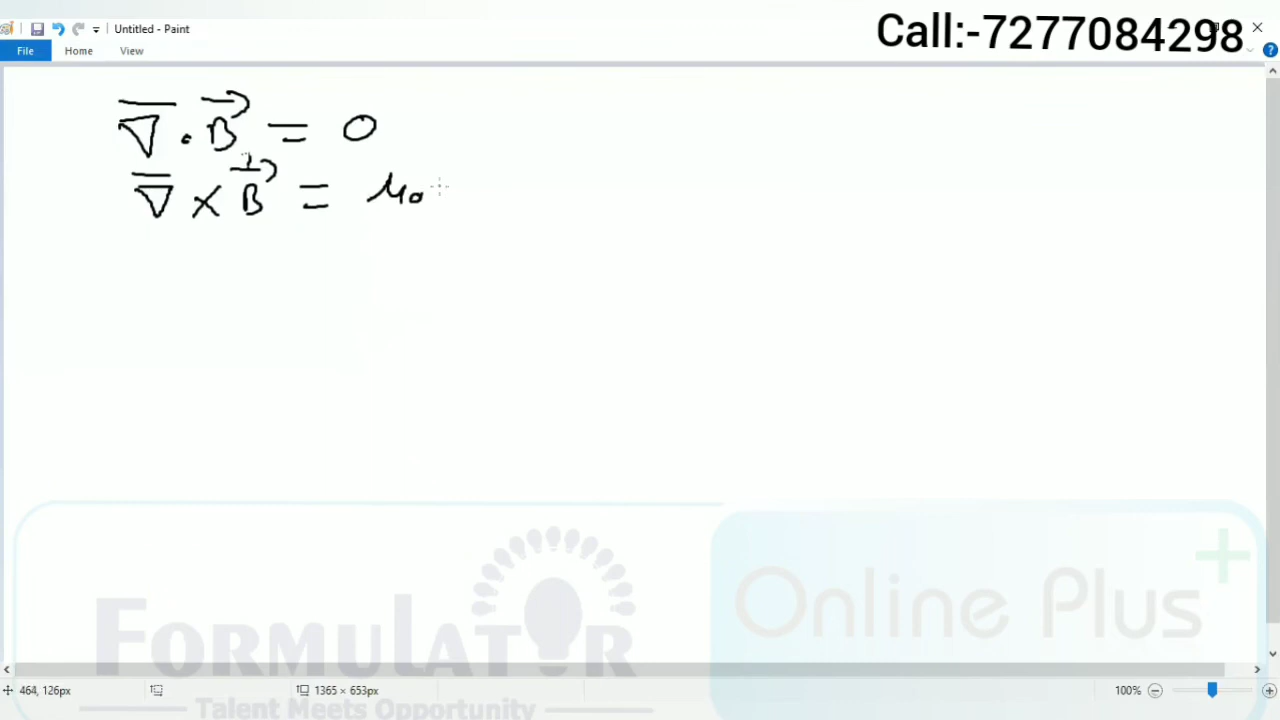 Untitled - Paint
Call:-7277084298
File Home View
∇ · B⃗ = 0
∇ × B⃗ = μ₀
FORMULATOR
Talent Meets Opportunity
Online Plus+
464, 126px
1365 × 653px
100%